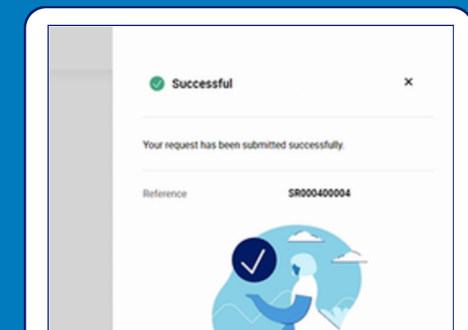 Successful
Your request has been submitted successfully.
Reference SR000400004